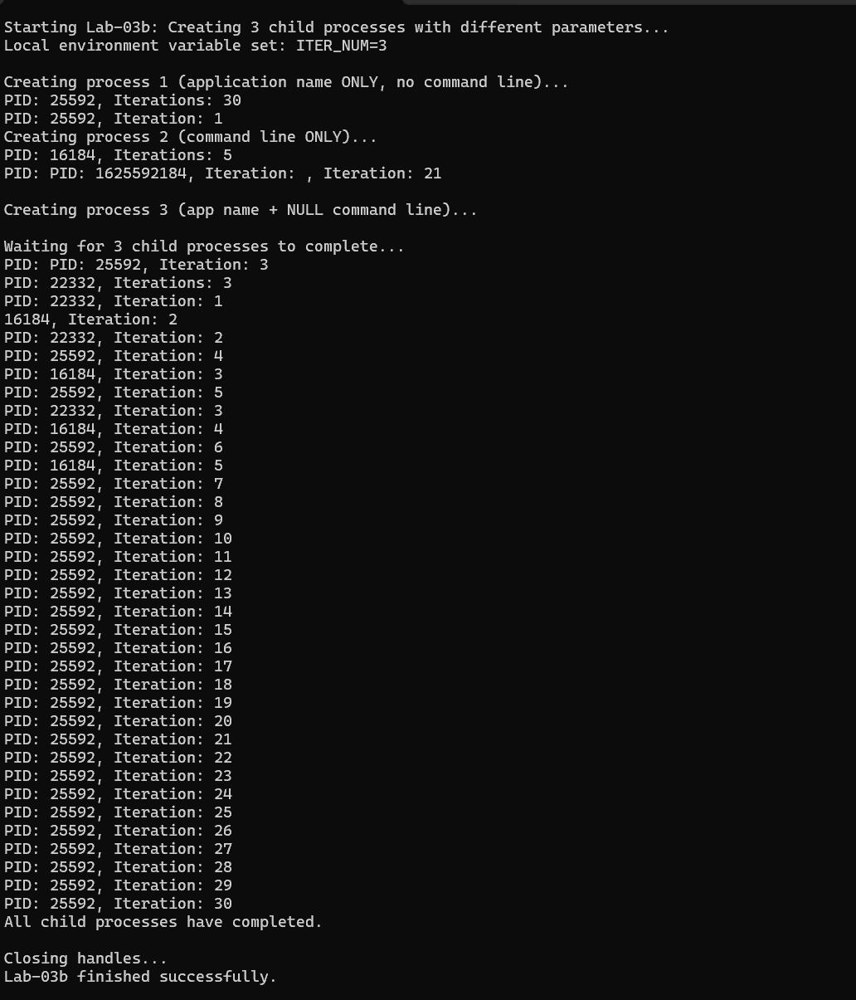 Starting Lab-03b: Creating 3 child processes with different parameters...
Local environment variable set: ITER_NUM=3
Creating process 1 (application name ONLY, no command line)...
PID: 25592, Iterations: 30
PID: 25592, Iteration: 1
Creating process 2 (command line ONLY)...
PID: 16184, Iterations: 5
PID: PID: 1625592184, Iteration: , Iteration: 21
Creating process 3 (app name + NULL command line)...
Waiting for 3 child processes to complete...
PID: PID: 25592, Iteration: 3
PID: 22332, Iterations: 3
PID: 22332, Iteration: 1
16184, Iteration: 2
PID: 22332, Iteration: 2
PID: 25592, Iteration: 4
PID: 16184, Iteration: 3
PID: 25592, Iteration: 5
PID: 22332, Iteration: 3
PID: 16184, Iteration: 4
PID: 25592, Iteration: 6
PID: 16184, Iteration: 5
PID: 25592, Iteration: 7
PID: 25592, Iteration: 8
PID: 25592, Iteration: 9
PID: 25592, Iteration: 10
PID: 25592, Iteration: 11
PID: 25592, Iteration: 12
PID: 25592, Iteration: 13
PID: 25592, Iteration: 14
PID: 25592, Iteration: 15
PID: 25592, Iteration: 16
PID: 25592, Iteration: 17
PID: 25592, Iteration: 18
PID: 25592, Iteration: 19
PID: 25592, Iteration: 20
PID: 25592, Iteration: 21
PID: 25592, Iteration: 22
PID: 25592, Iteration: 23
PID: 25592, Iteration: 24
PID: 25592, Iteration: 25
PID: 25592, Iteration: 26
PID: 25592, Iteration: 27
PID: 25592, Iteration: 28
PID: 25592, Iteration: 29
PID: 25592, Iteration: 30
All child processes have completed.
Closing handles...
Lab-03b finished successfully.